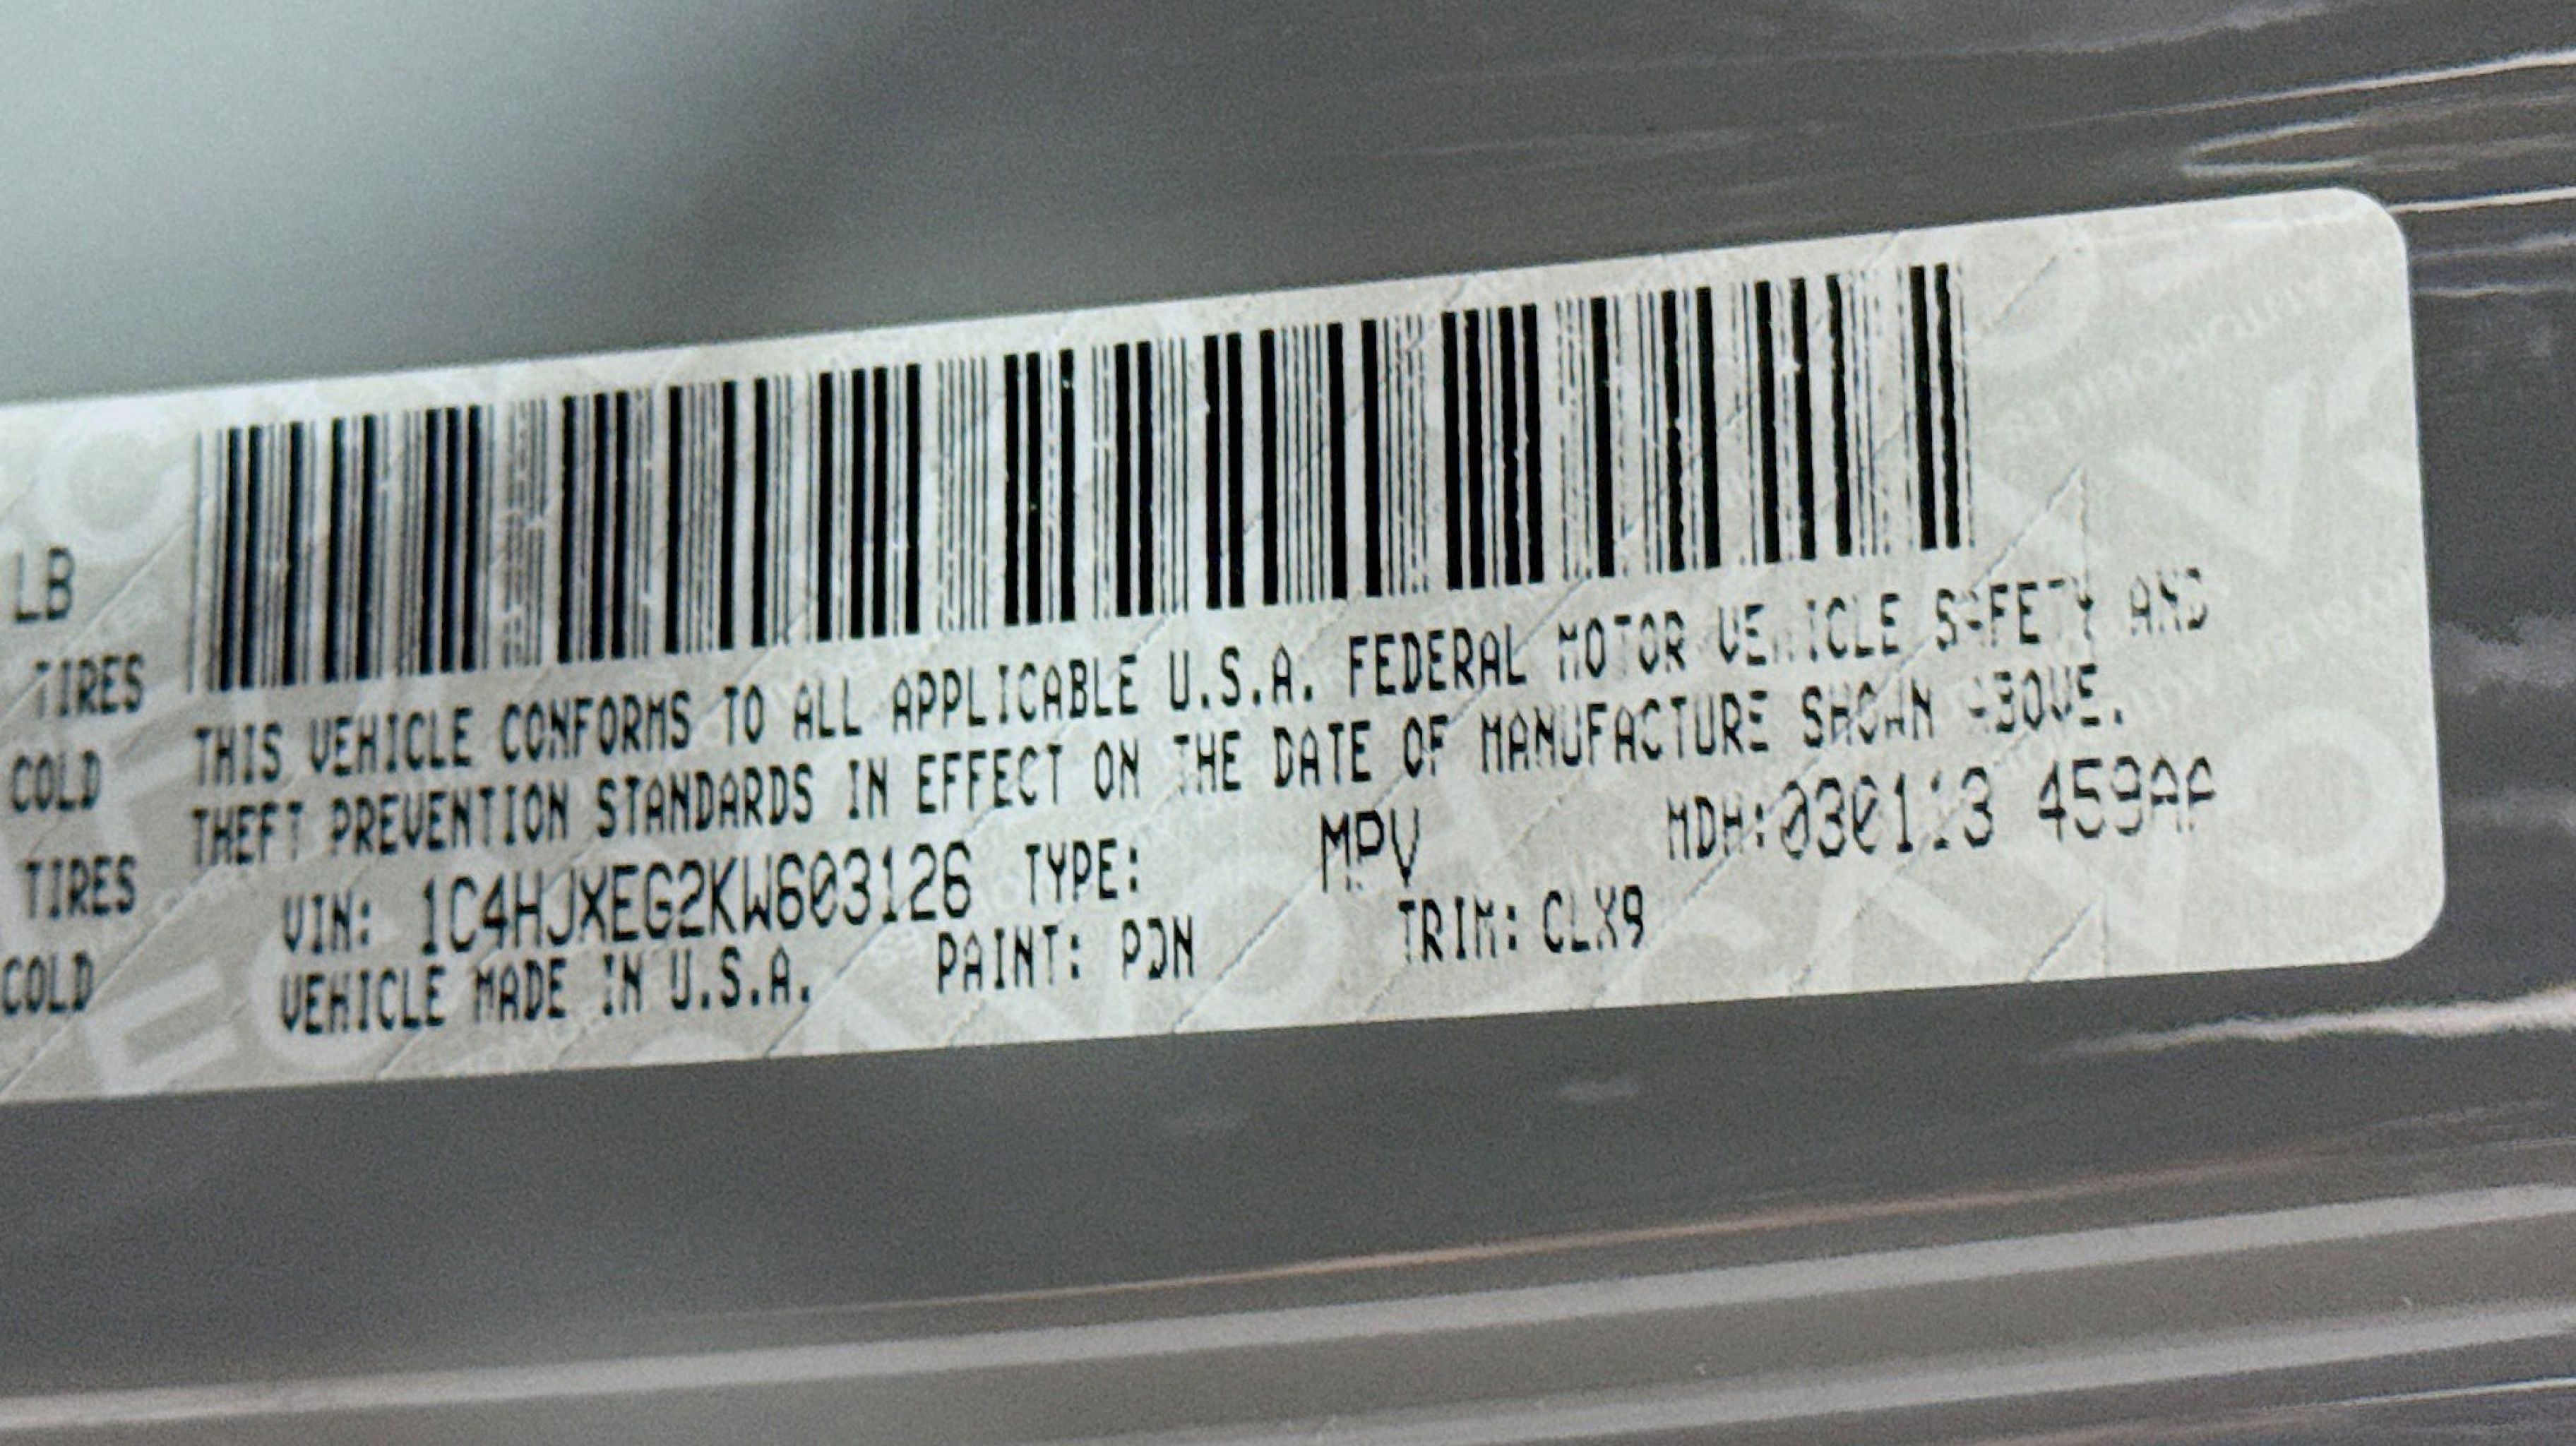 LB
TIRES
COLD
TIRES
COLD
THIS VEHICLE CONFORMS TO ALL APPLICABLE U.S.A. FEDERAL MOTOR VEHICLE SAFETY AND
THEFT PREVENTION STANDARDS IN EFFECT ON THE DATE OF MANUFACTURE SHOWN ABOVE.
VIN: 1C4HJXEG2KW603126 TYPE: MPV MDH:030113 459AA
VEHICLE MADE IN U.S.A. PAINT: PDN TRIM: CLX9